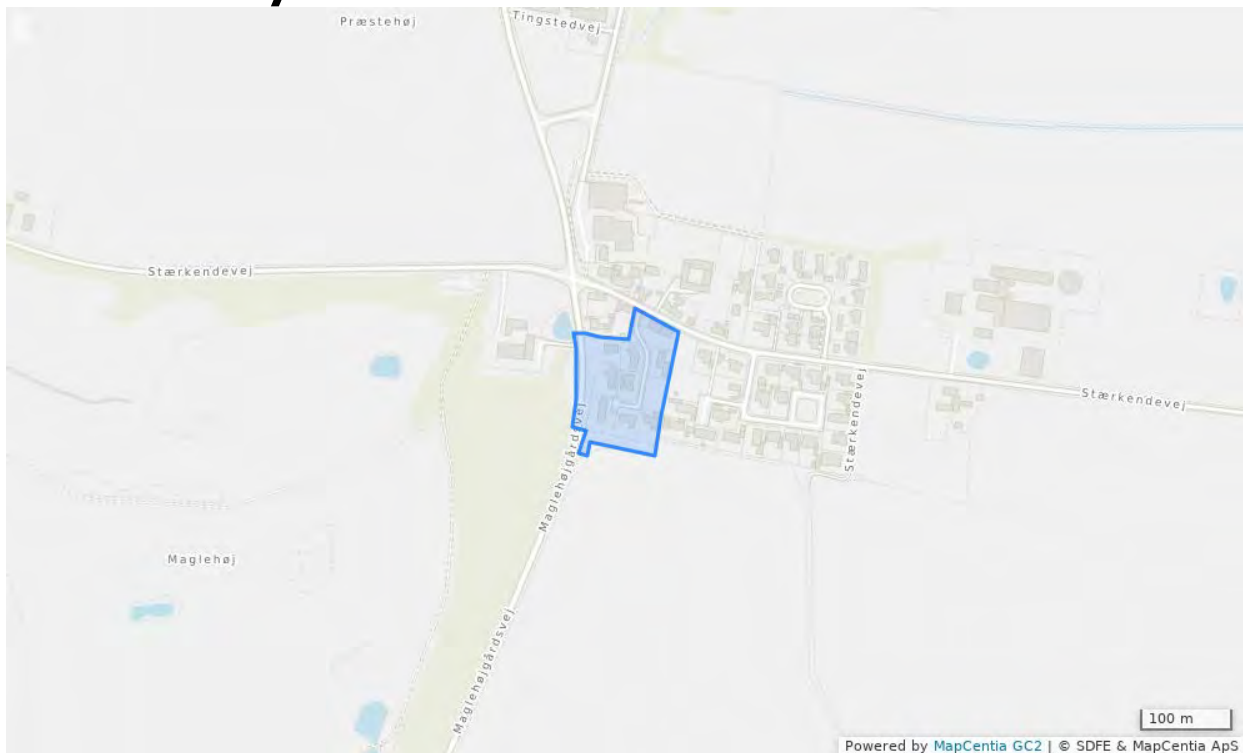 Præstehøj
Tingstedvej
Stærkendevej
Stærkendevej
Stærkendevej
Maglehøjgårdsvej
Maglehøj
Maglehøjgårdsvej
100 m
Powered by MapCentia GC2 | © SDFE & MapCentia ApS